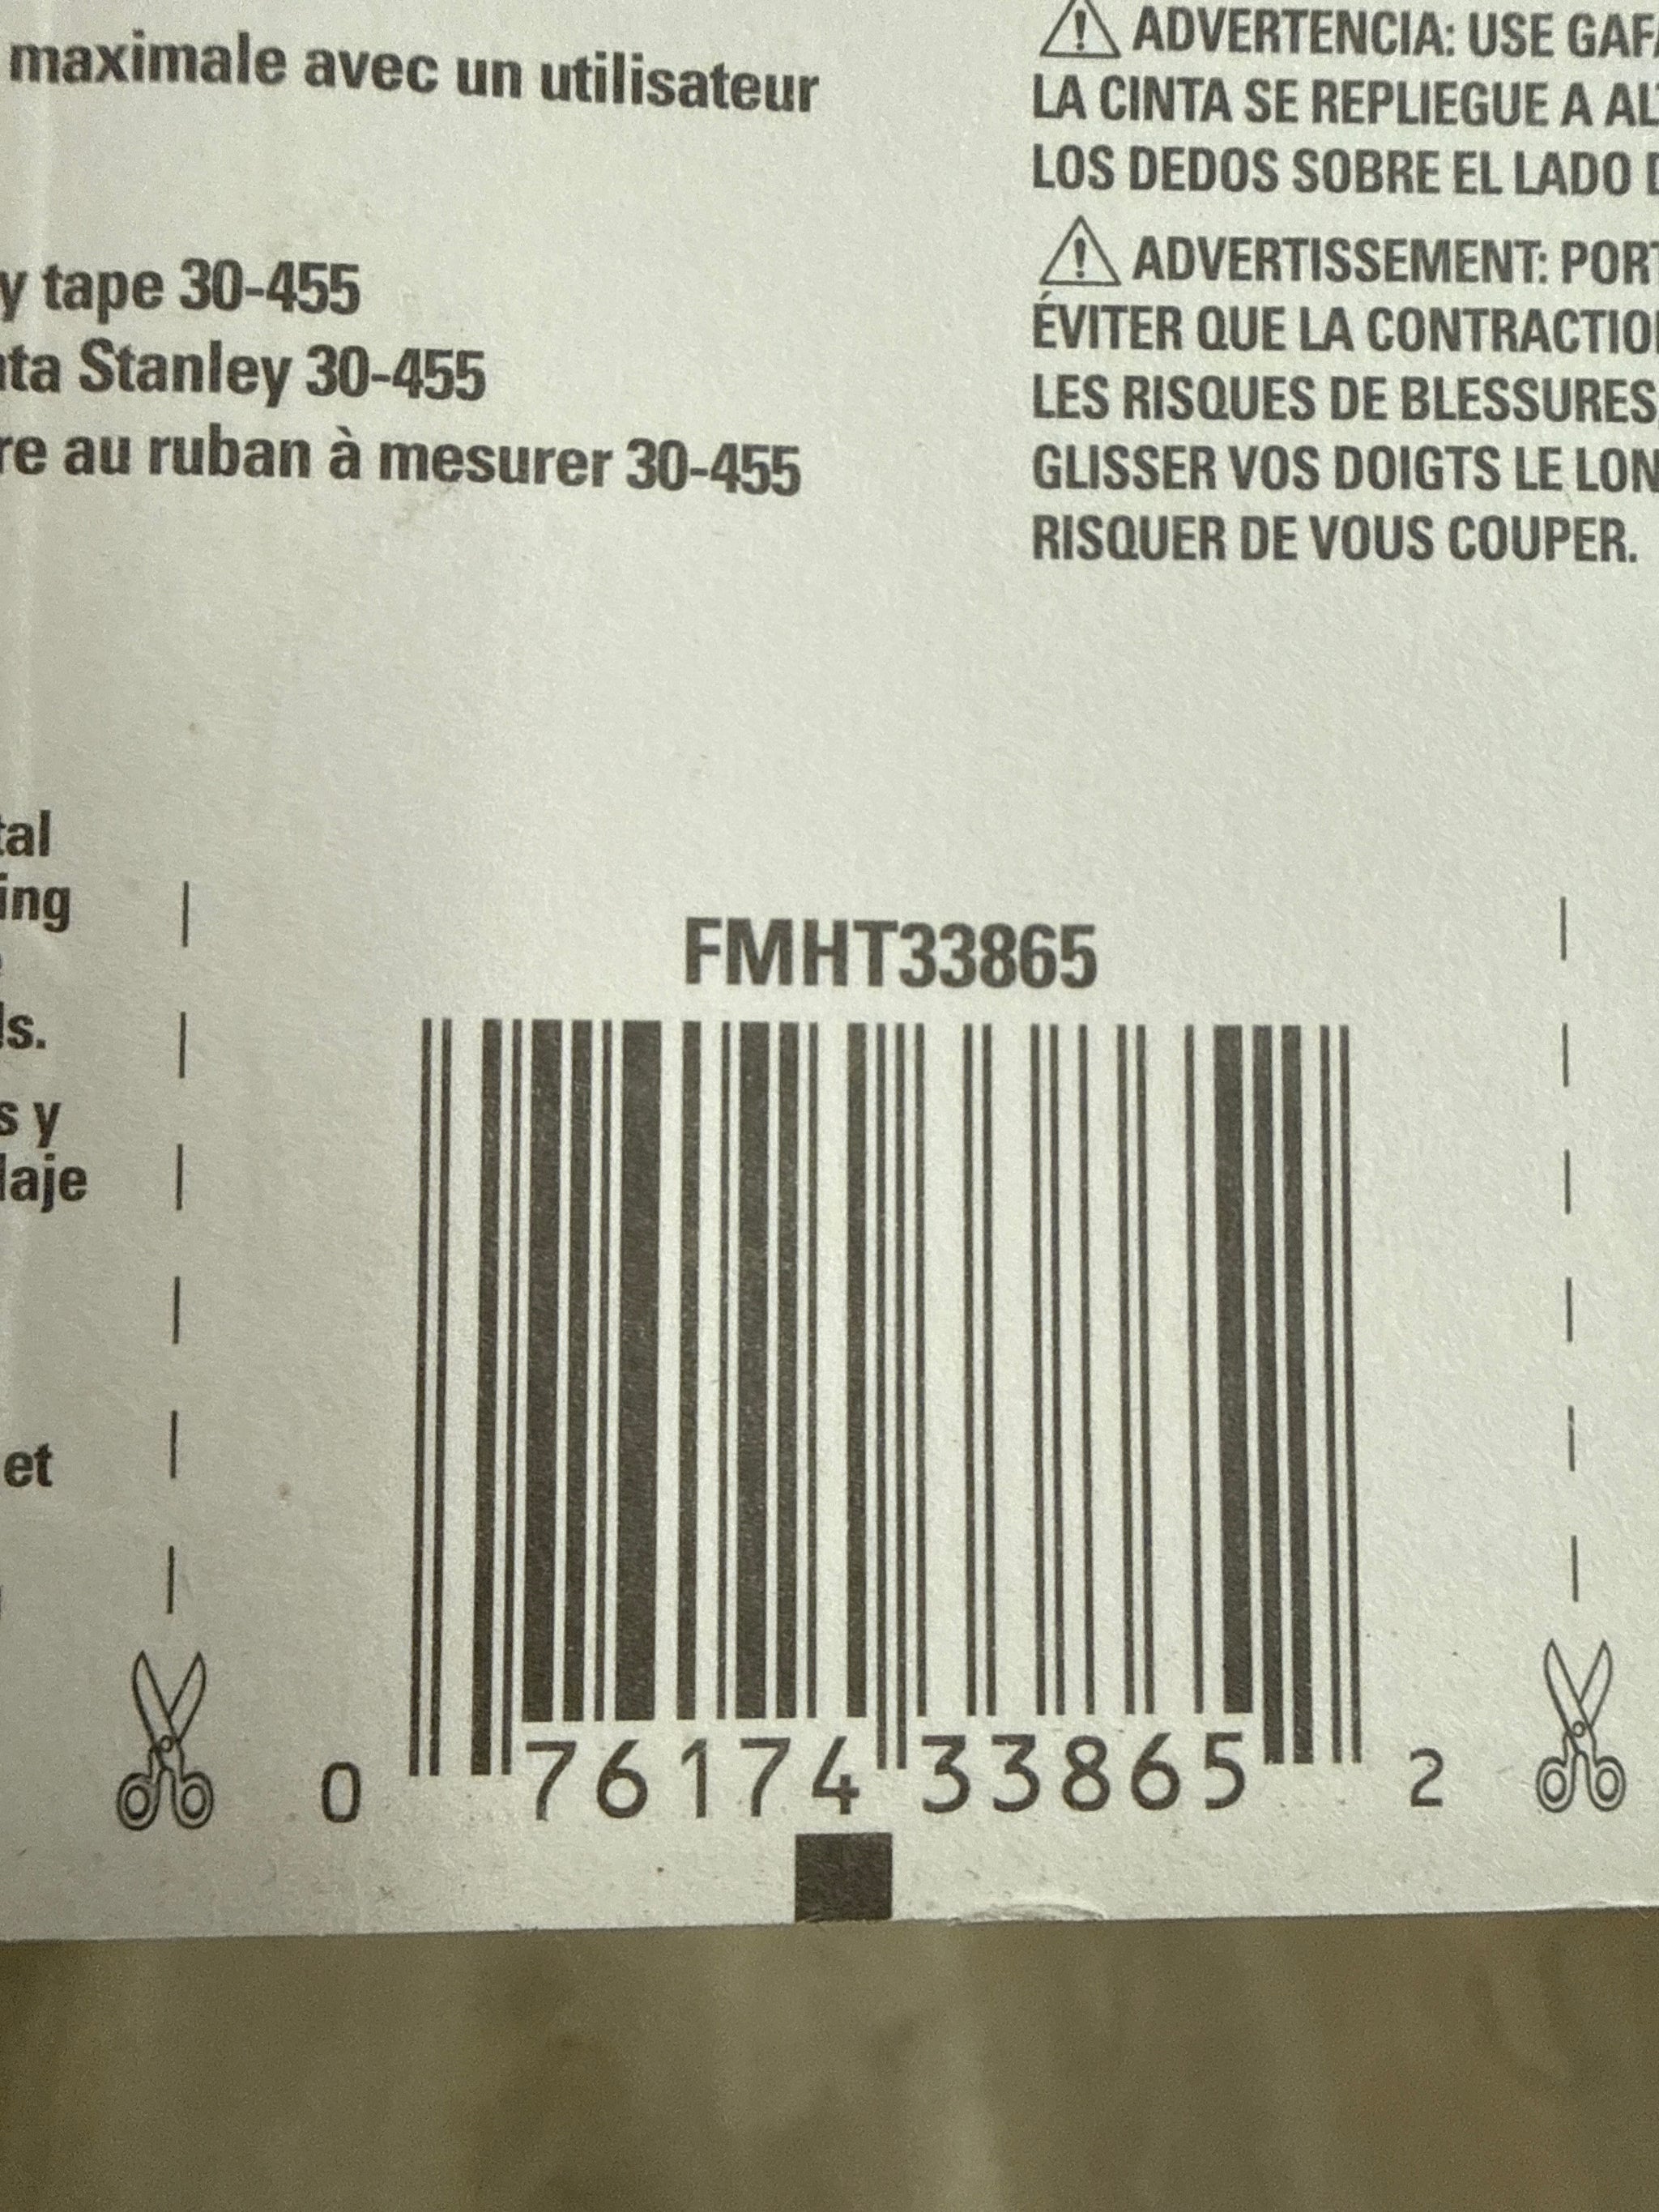 maximale avec un utilisateur
y tape 30-455
Stanley 30-455
re au ruban à mesurer 30-455
ADVERTENCIA: USE
LA CINTA SE REPLIEGUE A
LOS DEDOS SOBRE EL LADO
ADVERTISSEMENT:
ÉVITER QUE LA
LES RISQUES DE BLESSURES
GLISSER VOS DOIGTS LE
RISQUER DE VOUS COUPER.
tal
ing
ls.
s y
laje
et
FMHT33865
0 76174 33865 2